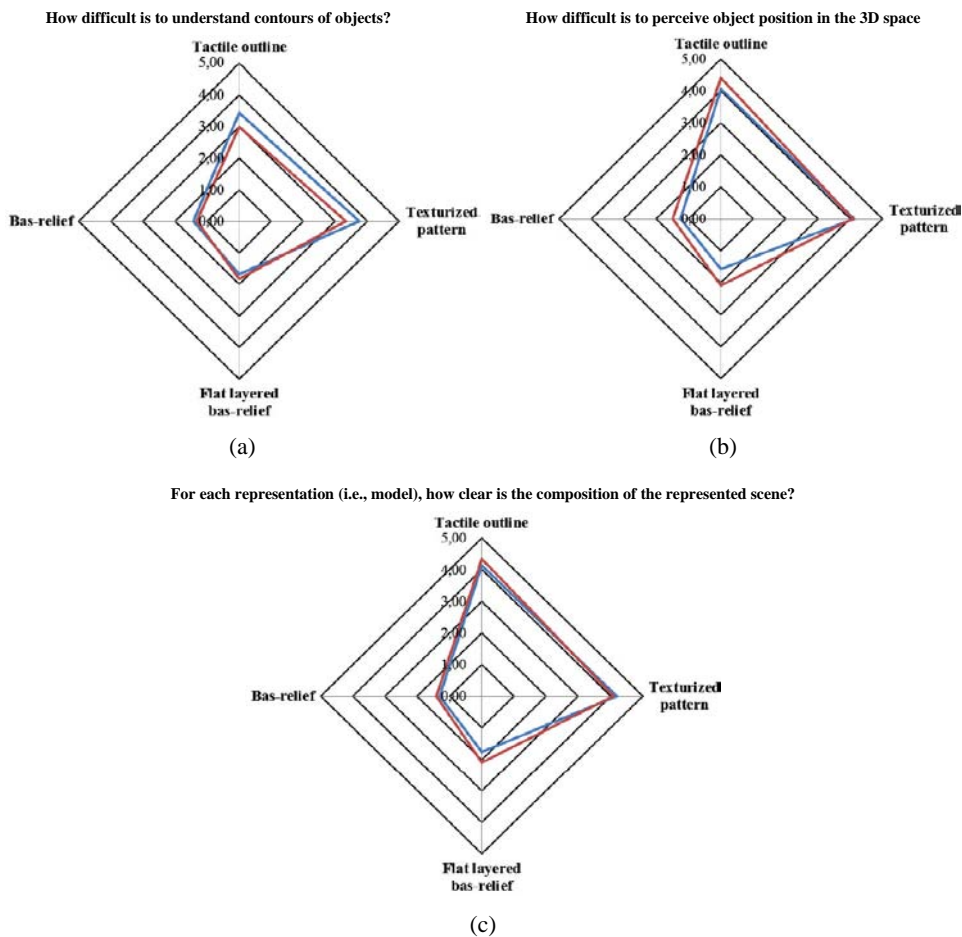 How difficult is to understand contours of objects?
Tactile outline
5,00
4,00
3,00
2,00
1,00
0,00
Bas-relief
Texturized
pattern
Flat layered
bas-relief
(a)
How difficult is to perceive object position in the 3D space
Tactile outline
5,00
4,00
3,00
2,00
1,00
0,00
Bas-relief
Texturized
pattern
Flat layered
bas-relief
(b)
For each representation (i.e., model), how clear is the composition of the represented scene?
Tactile outline
5,00
4,00
3,00
2,00
1,00
0,00
Bas-relief
Texturized
pattern
Flat layered
bas-relief
(c)